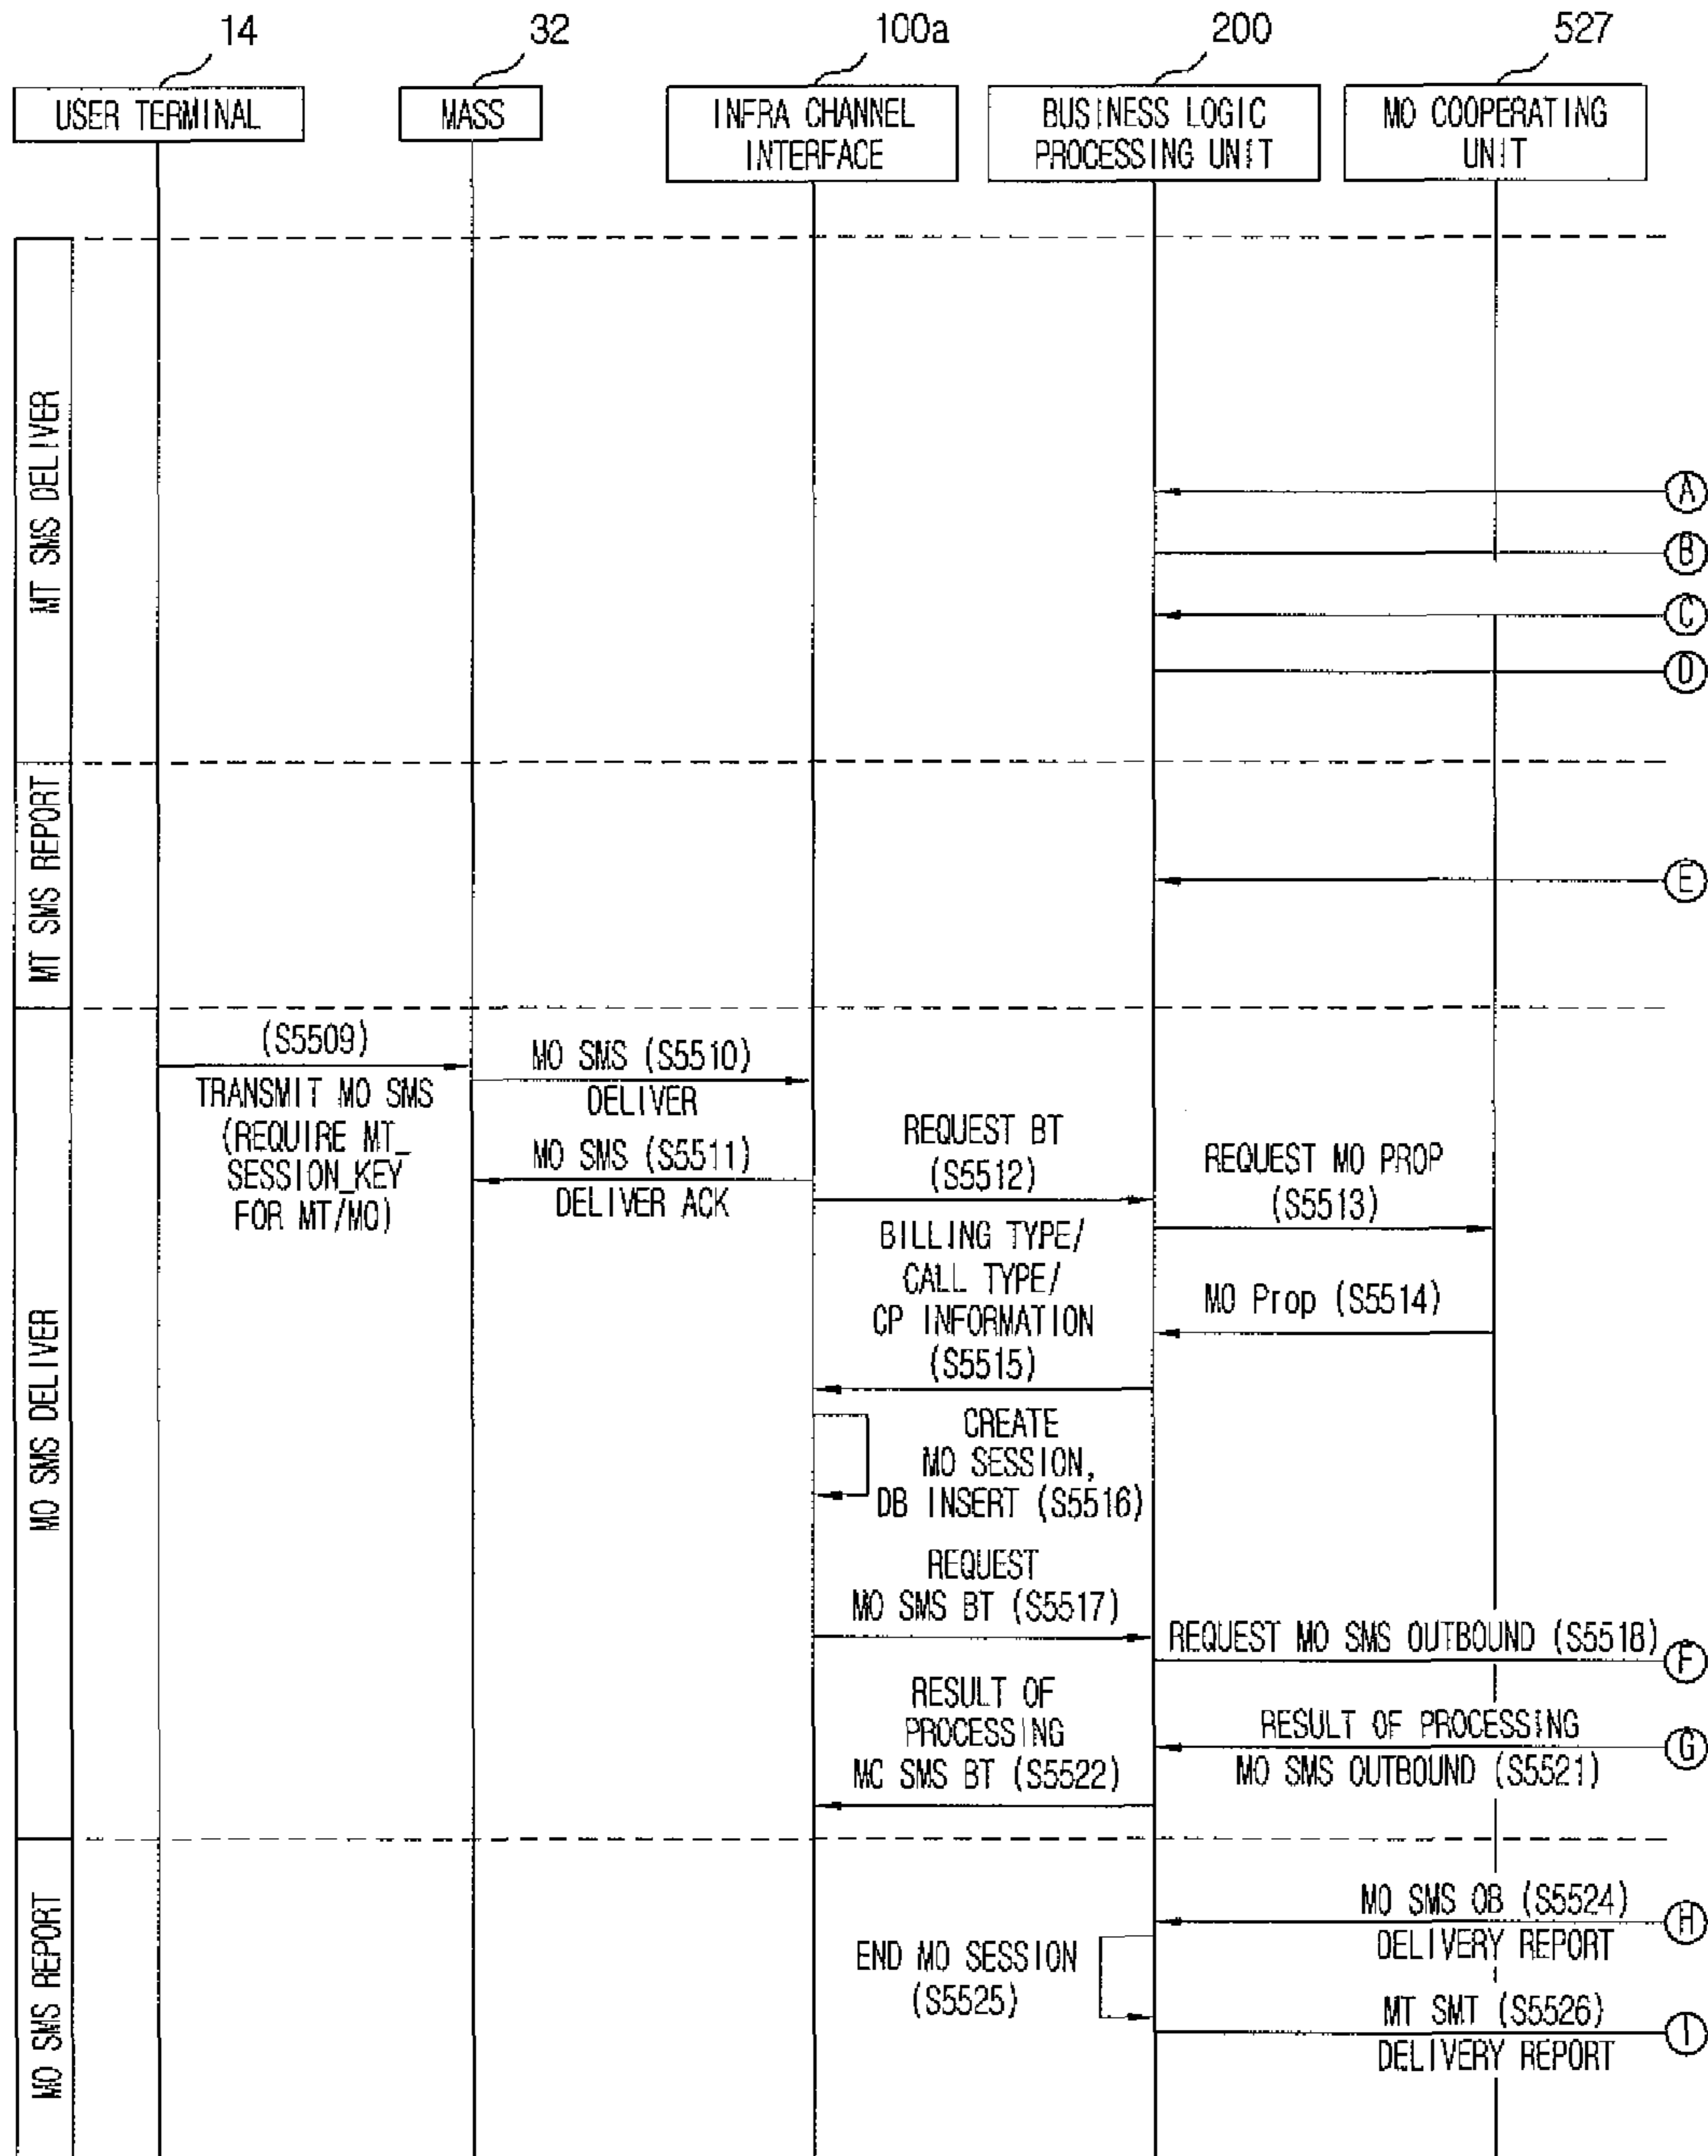 14
32
100a
200
527
USER TERMINAL
MASS
INFRA CHANNEL
INTERFACE
BUSINESS LOGIC
PROCESSING UNIT
MO COOPERATING
UNIT
MT SMS DELIVER
A
B
C
D
MT SMS REPORT
E
MO SMS DELIVER
(S5509)
TRANSMIT MO SMS
(REQUIRE MT_
SESSION_KEY
FOR MT/MO)
MO SMS (S5510)
DELIVER
MO SMS (S5511)
DELIVER ACK
REQUEST BT
(S5512)
REQUEST MO PROP
(S5513)
MO Prop (S5514)
BILLING TYPE/
CALL TYPE/
CP INFORMATION
(S5515)
CREATE
MO SESSION,
DB INSERT (S5516)
REQUEST
MO SMS BT (S5517)
REQUEST MO SMS OUTBOUND (S5518)
F
RESULT OF PROCESSING
MO SMS OUTBOUND (S5521)
G
RESULT OF
PROCESSING
MC SMS BT (S5522)
MO SMS REPORT
MO SMS OB (S5524)
DELIVERY REPORT
H
END MO SESSION
(S5525)
MT SMT (S5526)
DELIVERY REPORT
I